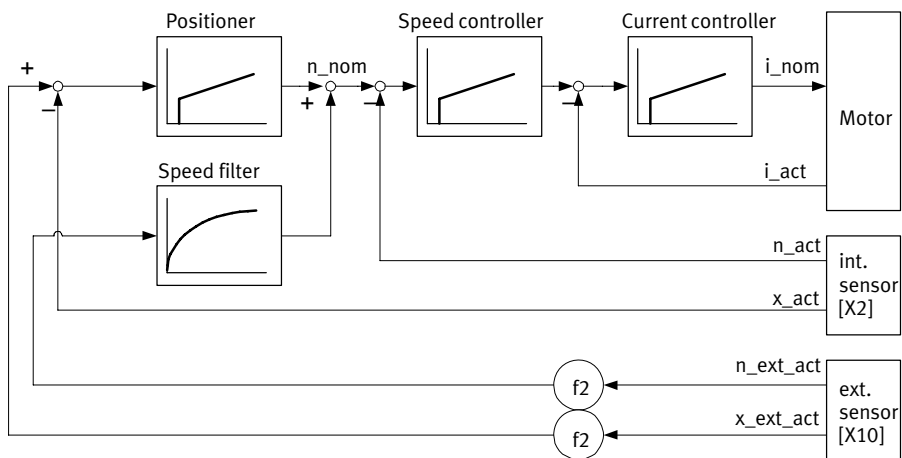 Positioner
Speed controller
Current controller
+
n_nom
i_nom
−
+
−
−
Motor
Speed filter
i_act
n_act
int.
sensor
[X2]
x_act
n_ext_act
f2
ext.
sensor
[X10]
x_ext_act
f2